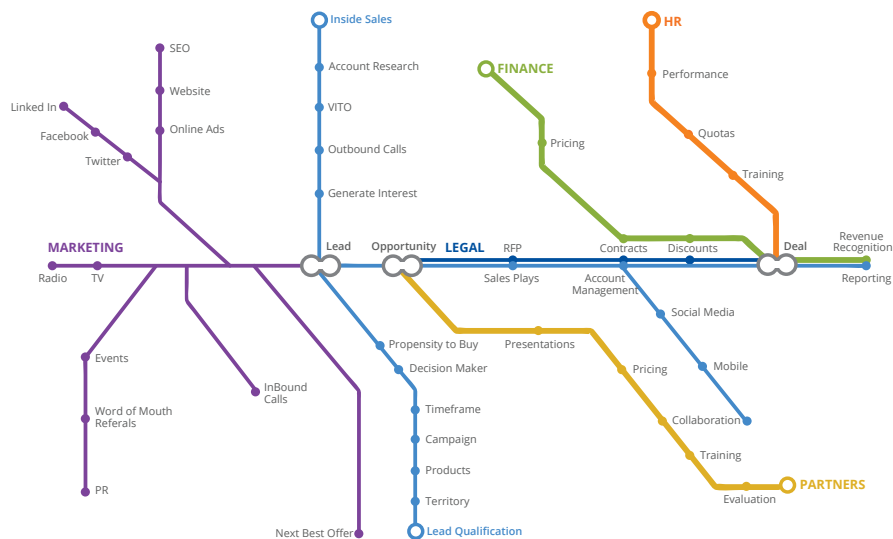 Inside Sales
HR
SEO
FINANCE
Account Research
Performance
Website
Linked In
VITO
Online Ads
Facebook
Quotas
Pricing
Outbound Calls
Twitter
Training
Generate Interest
Revenue
Recognition
MARKETING
Lead
Opportunity
LEGAL
RFP
Contracts
Discounts
Deal
Radio
TV
Sales Plays
Account
Management
Reporting
Social Media
Propensity to Buy
Presentations
Events
Decision Maker
Pricing
Mobile
InBound
Calls
Timeframe
Word of Mouth
Referrals
Collaboration
Campaign
Training
Products
PR
Territory
Evaluation
PARTNERS
Next Best Offer
Lead Qualification